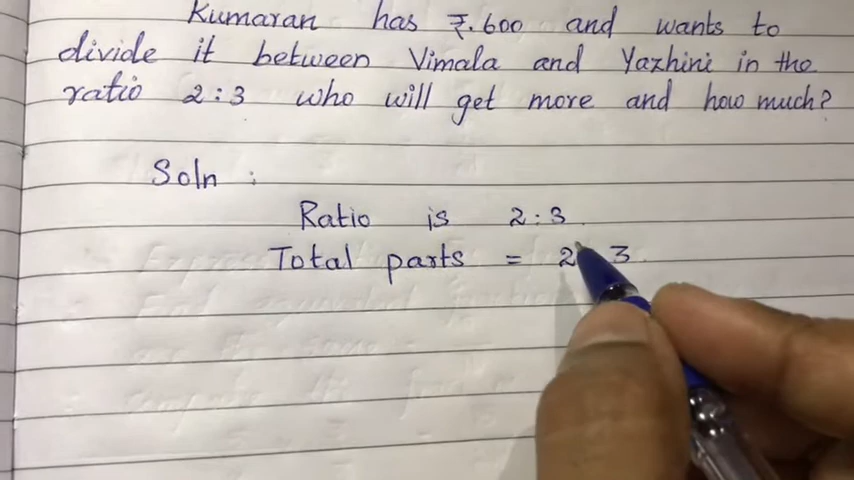 Kumaran has ₹.600 and wants to
divide it between Vimala and Yazhini in the
ratio 2:3 who will get more and how much?
Soln :
Ratio is 2:3
Total parts = 2 3